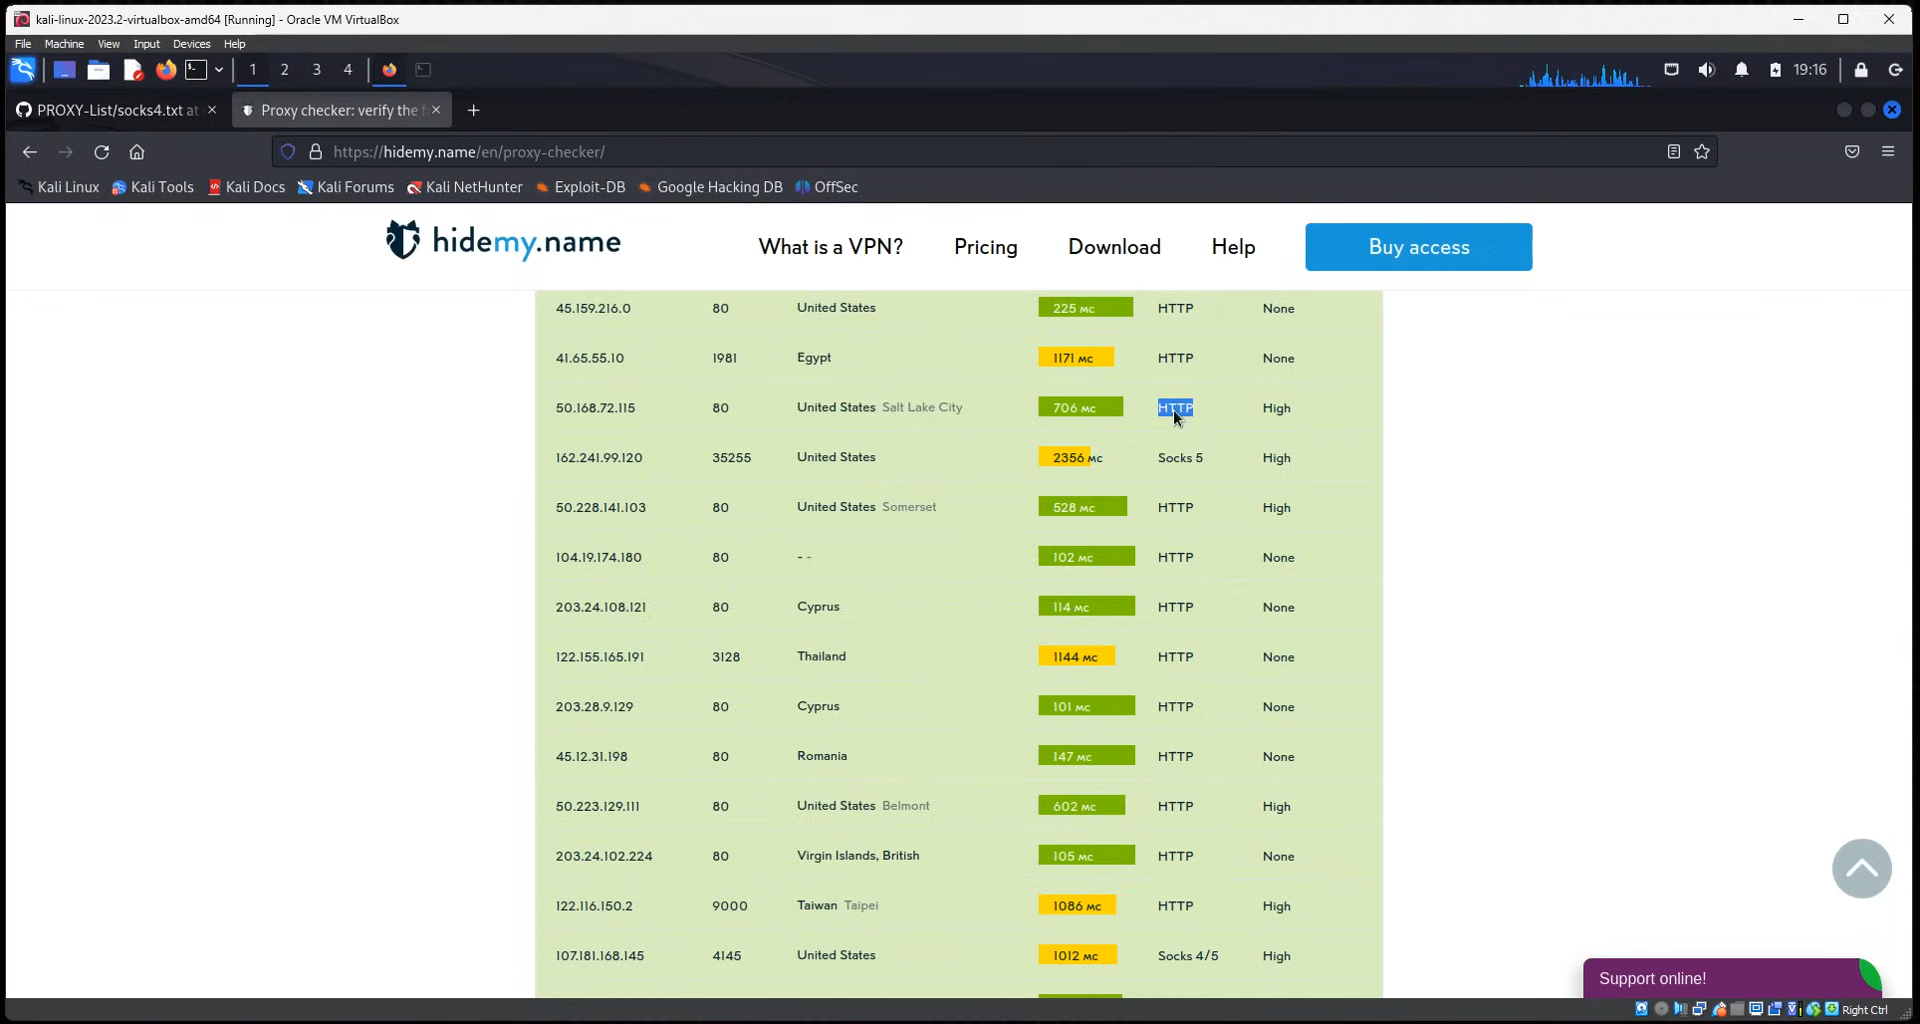 kali-linux-2023.2-virtualbox-amd64 [Running] - Oracle VM VirtualBox
File Machine View Input Devices Help
1 2 3 4 19:16
PROXY-List/socks4.txt at Proxy checker: verify the f
https://hidemy.name/en/proxy-checker/
Kali Linux Kali Tools Kali Docs Kali Forums Kali NetHunter Exploit-DB Google Hacking DB OffSec
hidemy.name What is a VPN? Pricing Download Help Buy access
45.159.216.0 80 United States 225 мс HTTP None
41.65.55.10 1981 Egypt 1171 мс HTTP None
50.168.72.115 80 United States Salt Lake City 706 мс HTTP High
162.241.99.120 35255 United States 2356 мс Socks 5 High
50.228.141.103 80 United States Somerset 528 мс HTTP High
104.19.174.180 80 - - 102 мс HTTP None
203.24.108.121 80 Cyprus 114 мс HTTP None
122.155.165.191 3128 Thailand 1144 мс HTTP None
203.28.9.129 80 Cyprus 101 мс HTTP None
45.12.31.198 80 Romania 147 мс HTTP None
50.223.129.111 80 United States Belmont 602 мс HTTP High
203.24.102.224 80 Virgin Islands, British 105 мс HTTP None
122.116.150.2 9000 Taiwan Taipei 1086 мс HTTP High
107.181.168.145 4145 United States 1012 мс Socks 4/5 High
Support online!
Right Ctrl